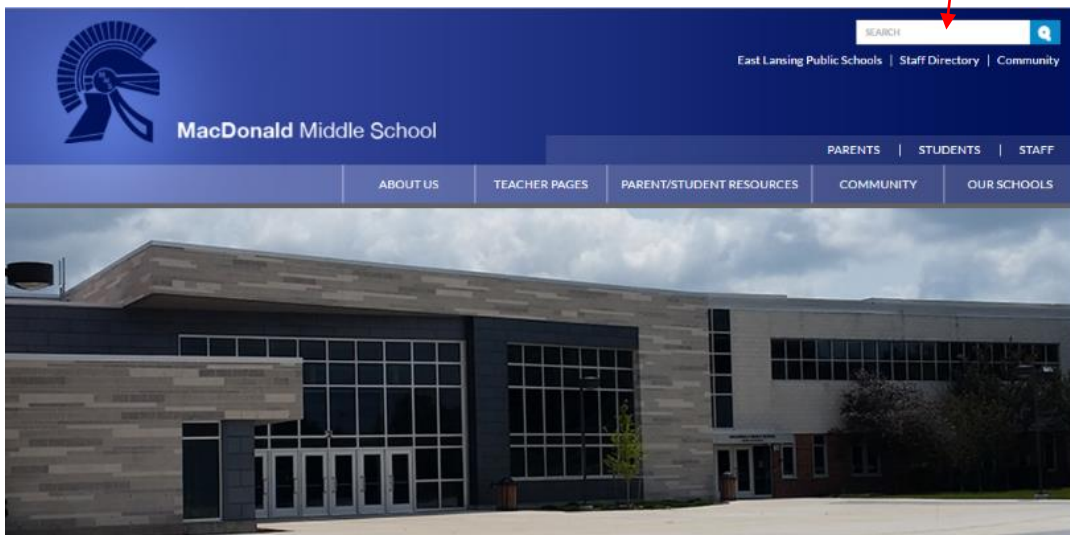 SEARCH
East Lansing Public Schools | Staff Directory | Community
MacDonald Middle School
PARENTS | STUDENTS | STAFF
ABOUT US TEACHER PAGES PARENT/STUDENT RESOURCES COMMUNITY OUR SCHOOLS